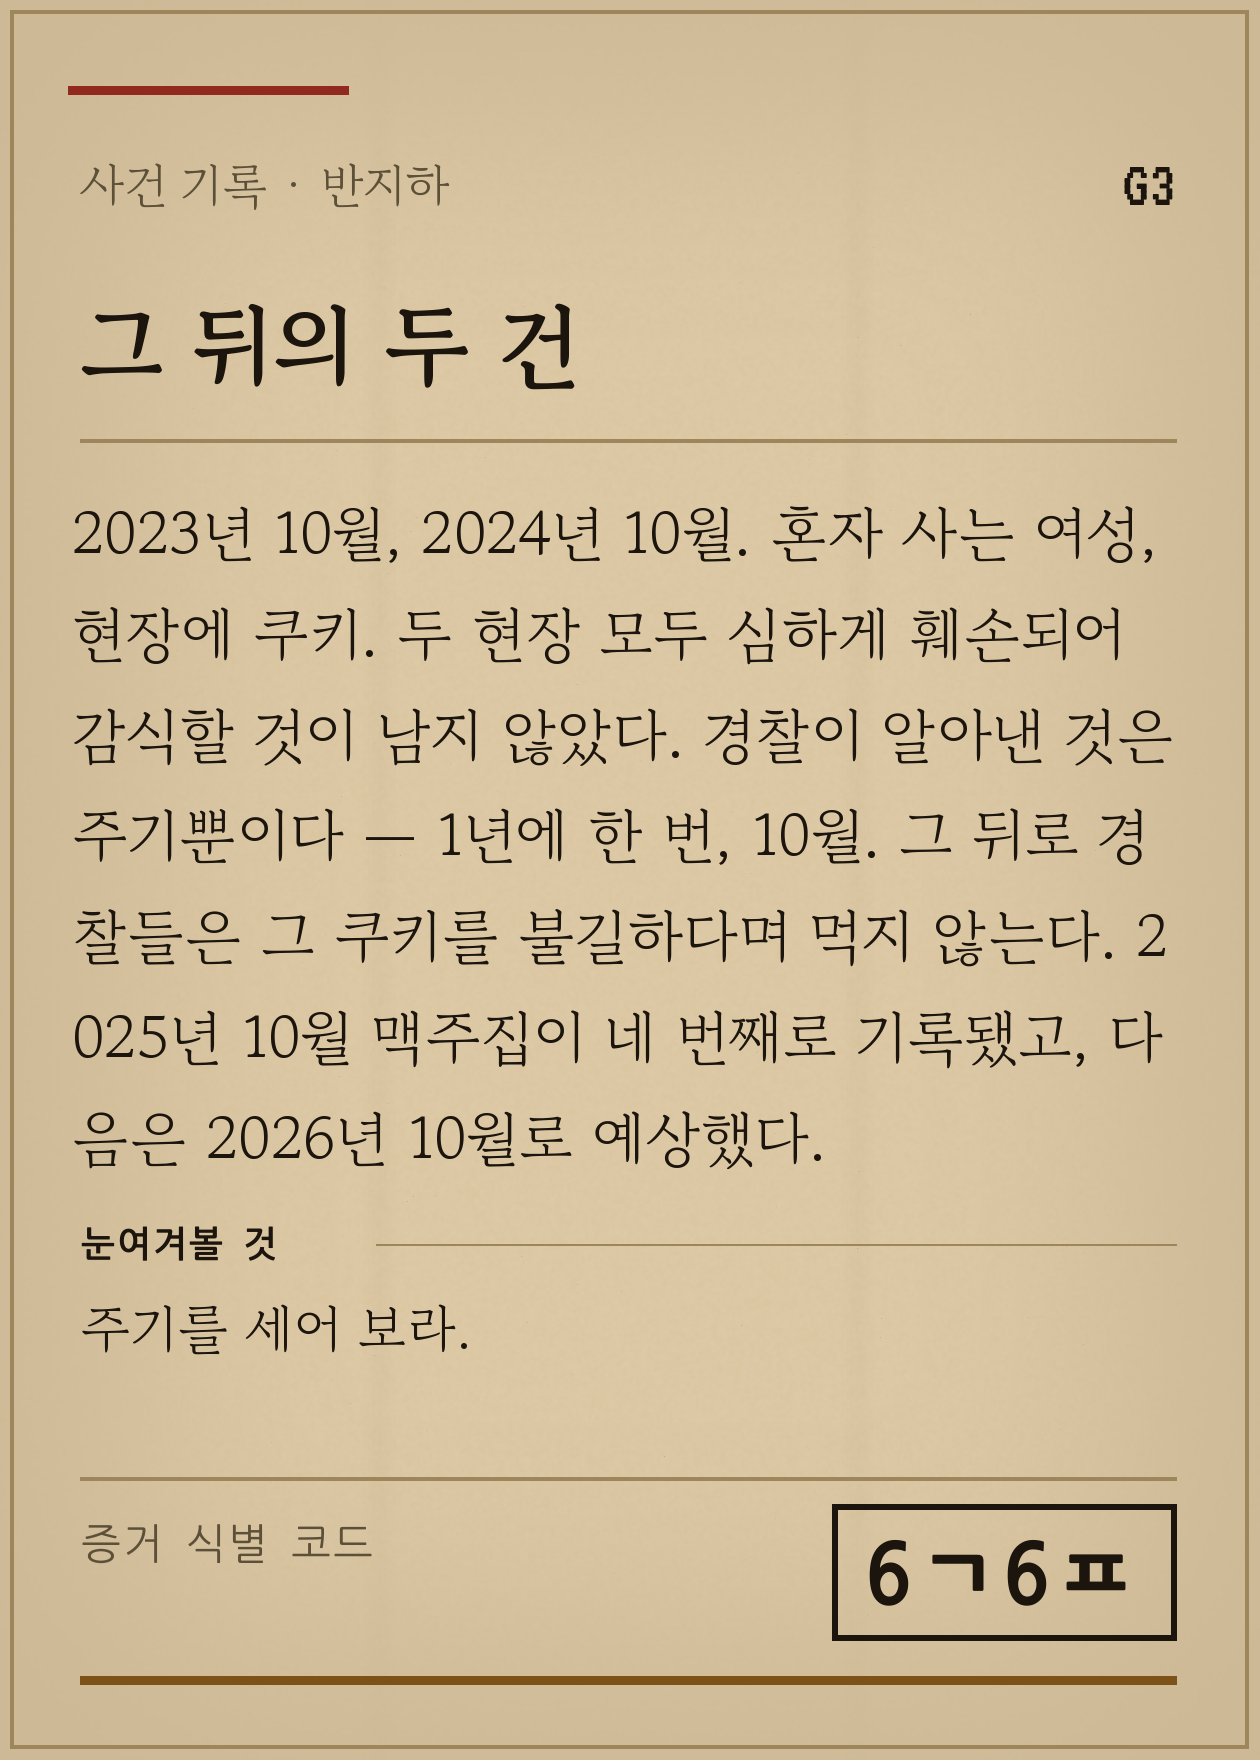 사건 기록 · 반지하
G3
그 뒤의 두 건
2023년 10월, 2024년 10월. 혼자 사는 여성,
현장에 쿠키. 두 현장 모두 심하게 훼손되어
감식할 것이 남지 않았다. 경찰이 알아낸 것은
주기뿐이다 — 1년에 한 번, 10월. 그 뒤로 경
찰들은 그 쿠키를 불길하다며 먹지 않는다. 2
025년 10월 맥주집이 네 번째로 기록됐고, 다
음은 2026년 10월로 예상했다.
눈여겨볼 것
주기를 세어 보라.
증거 식별 코드
6ㄱ6ㅍ